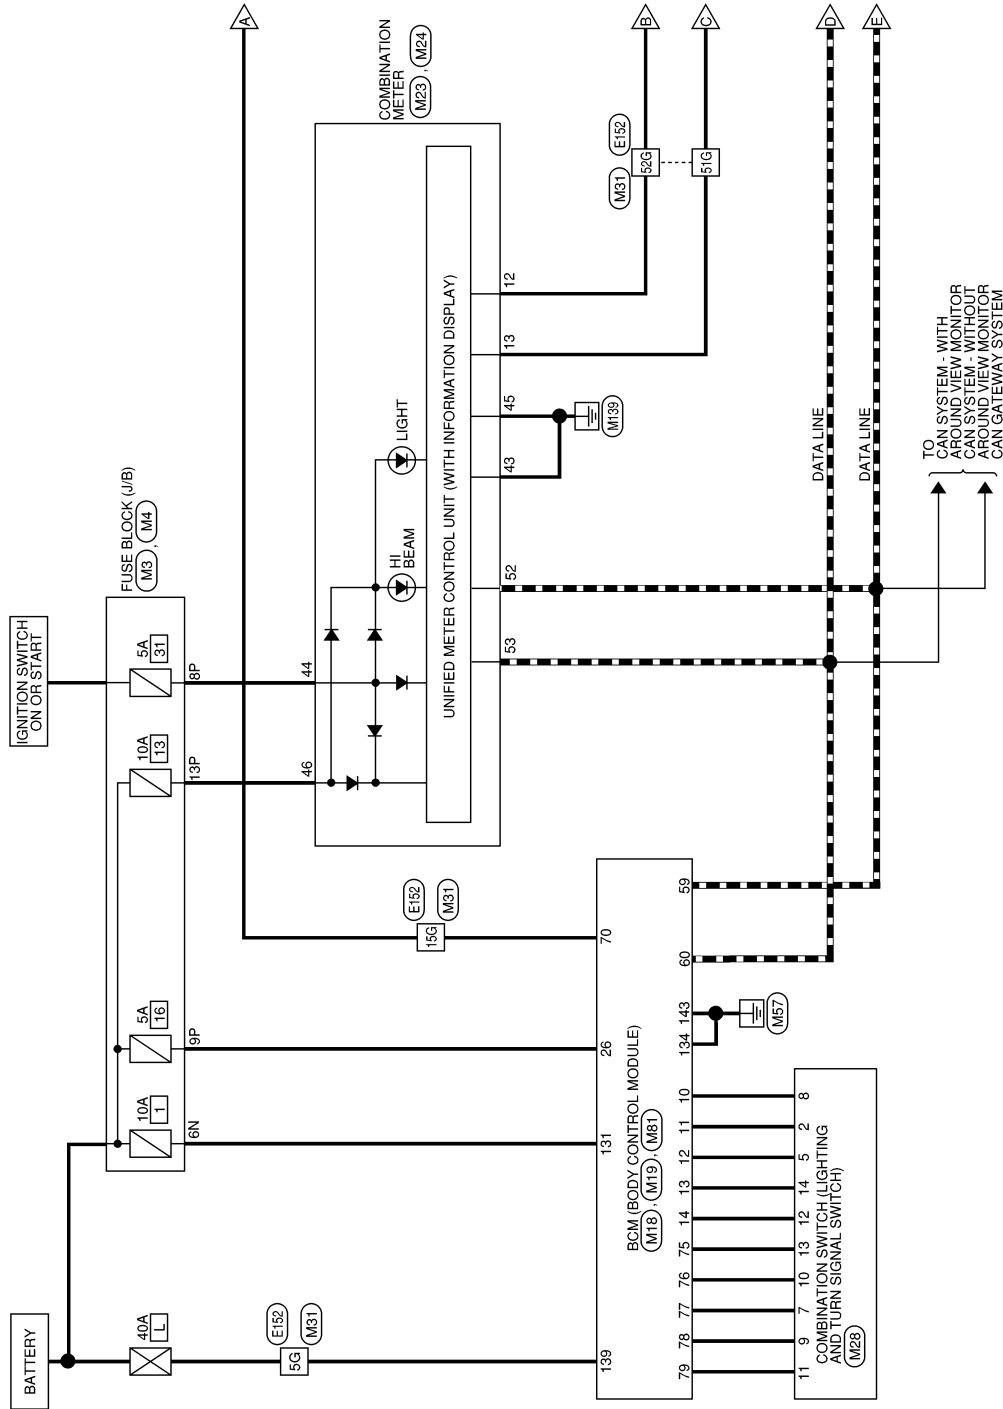 BATTERY
IGNITION SWITCH
ON OR START
40A
L
10A
1
5A
16
10A
13
5A
31
FUSE BLOCK (J/B)
M3 , M4
6N
9P
13P
8P
A
E152
5G
M31
E152
15G
M31
46
44
COMBINATION
METER
M23 , M24
HI
BEAM
LIGHT
UNIFIED METER CONTROL UNIT (WITH INFORMATION DISPLAY)
53
52
43
45
13
12
M139
M31
E152
52G
51G
B
C
139
131
26
70
BCM (BODY CONTROL MODULE)
M18 , M19 , M81
79
78
77
76
75
14
13
12
11
10
134
143
60
59
M57
11
9
7
10
13
12
14
5
2
8
COMBINATION SWITCH (LIGHTING
AND TURN SIGNAL SWITCH)
M28
DATA LINE
D
DATA LINE
E
TO
CAN SYSTEM - WITH
AROUND VIEW MONITOR
CAN SYSTEM - WITHOUT
AROUND VIEW MONITOR
CAN GATEWAY SYSTEM